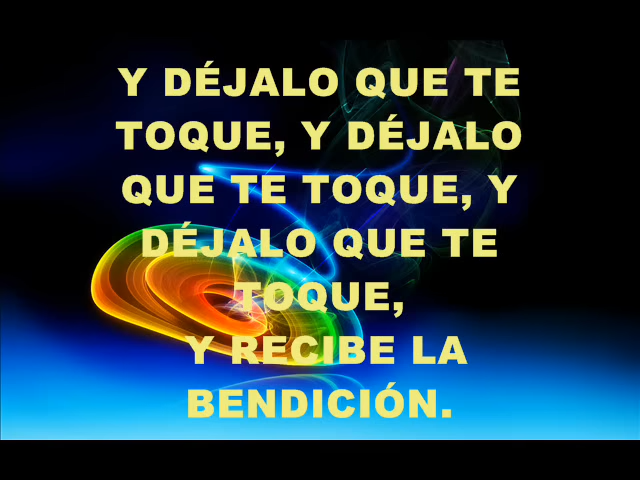 Y DÉJALO QUE TE
TOQUE, Y DÉJALO
QUE TE TOQUE, Y
DÉJALO QUE TE
TOQUE,
Y RECIBE LA
BENDICIÓN.